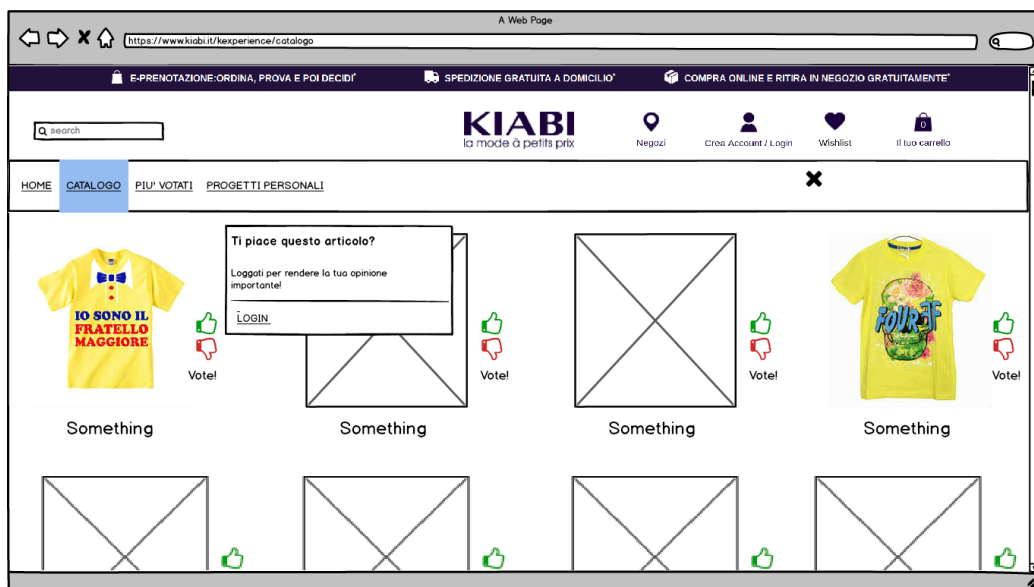 A Web Page
https://www.kiabi.it/kexperience/catalogo
E-PRENOTAZIONE:ORDINA, PROVA E POI DECIDI*
SPEDIZIONE GRATUITA A DOMICILIO*
COMPRA ONLINE E RITIRA IN NEGOZIO GRATUITAMENTE*
search
KIABI
la mode à petits prix
Negozi
Crea Account / Login
Wishlist
0
Il tuo carrello
HOME
CATALOGO
PIU' VOTATI
PROGETTI PERSONALI
Ti piace questo articolo?
Loggati per rendere la tua opinione
importante!
LOGIN
IO SONO IL
FRATELLO
MAGGIORE
FOUR
Vote!
Vote!
Vote!
Vote!
Something
Something
Something
Something